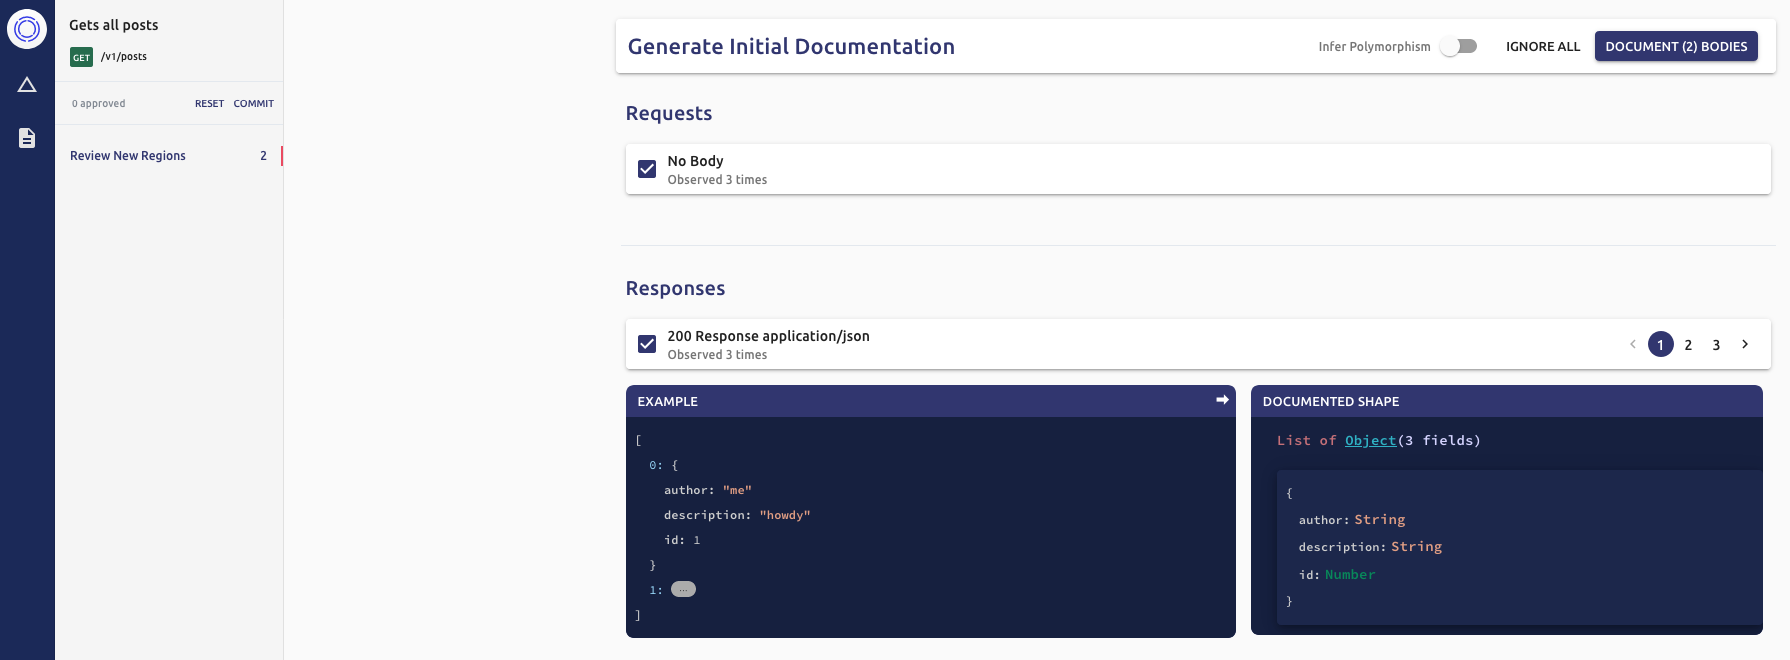 Gets all posts
GET /v1/posts
0 approved RESET COMMIT
Review New Regions 2
Generate Initial Documentation
Infer Polymorphism IGNORE ALL DOCUMENT (2) BODIES
Requests
No Body
Observed 3 times
Responses
200 Response application/json
Observed 3 times
1 2 3
EXAMPLE
[
0: {
author: "me"
description: "howdy"
id: 1
}
1: ...
]
DOCUMENTED SHAPE
List of Object(3 fields)
{
author: String
description: String
id: Number
}